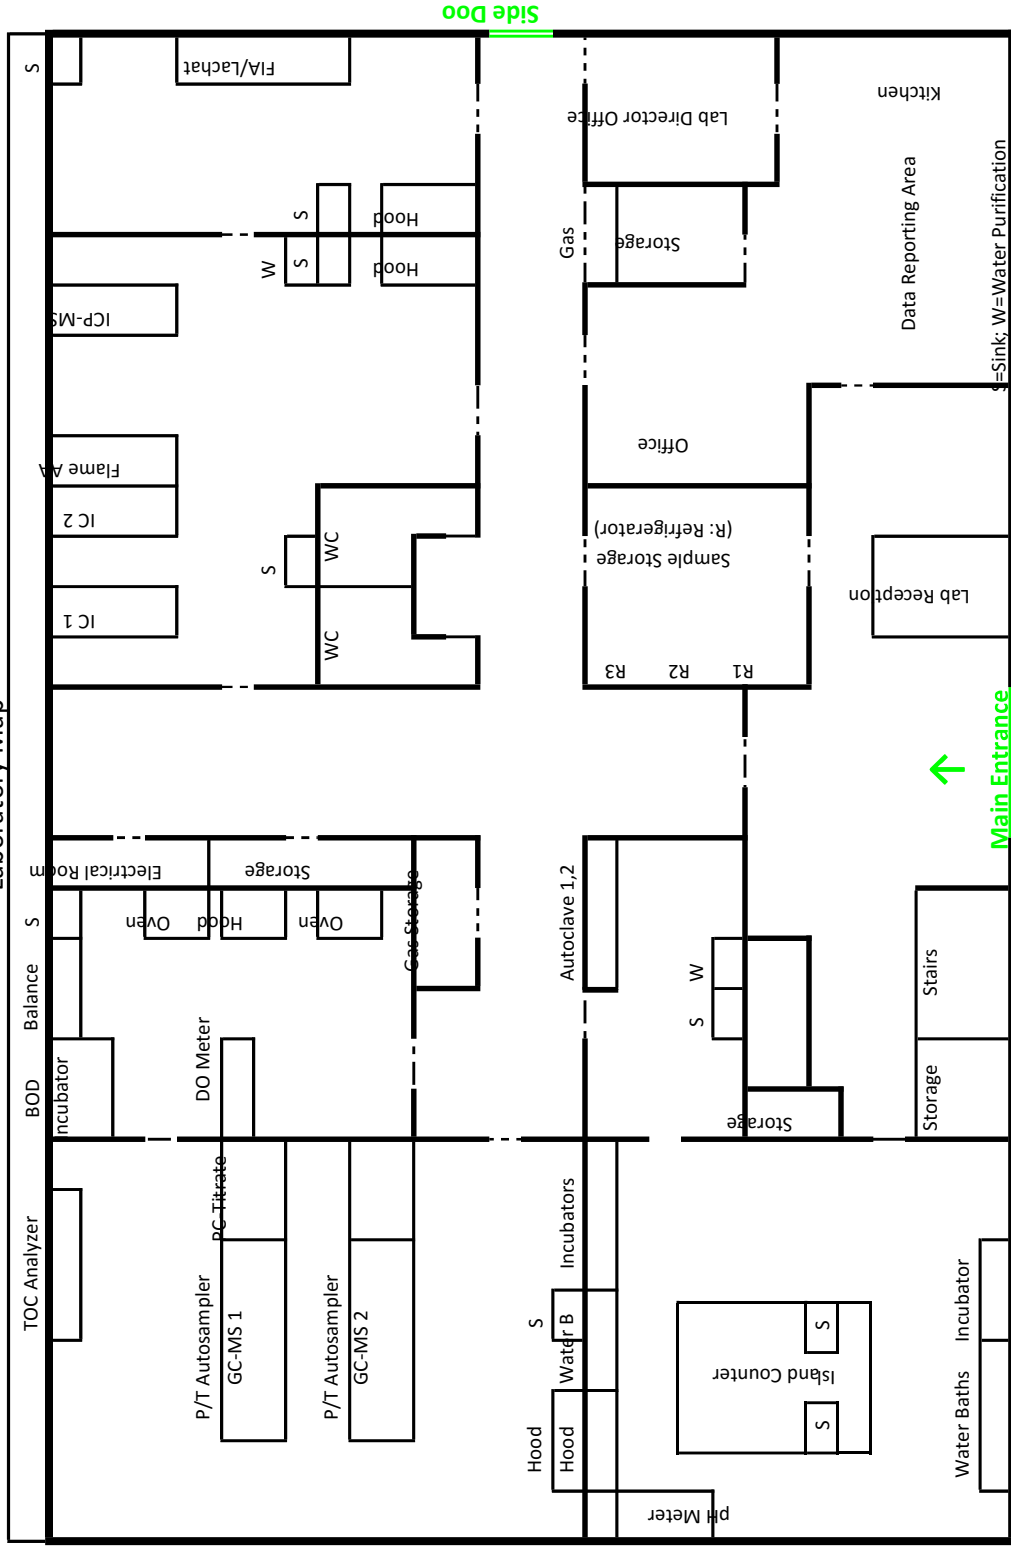 Laboratory Map
Side Doo
S
FIA/Lachat
Lab Director Office
Kitchen
S
Hood
W
S
Hood
Gas
Storage
Data Reporting Area
S=Sink; W=Water Purification
ICP-MS
Flame AA
IC 2
IC 1
S
WC
WC
Office
Sample Storage
(R: Refrigerator)
R3
R2
R1
Lab Reception
Main Entrance
Electrical Room
Storage
S
Oven
Hood
Oven
Gas Storage
Autoclave 1,2
W
S
Stairs
Storage
Storage
Balance
BOD
Incubator
DO Meter
TOC Analyzer
PC-Titrate
P/T Autosampler
GC-MS 1
P/T Autosampler
GC-MS 2
Incubators
S
Water B
Hood
Hood
pH Meter
Island Counter
S
S
Incubator
Water Baths